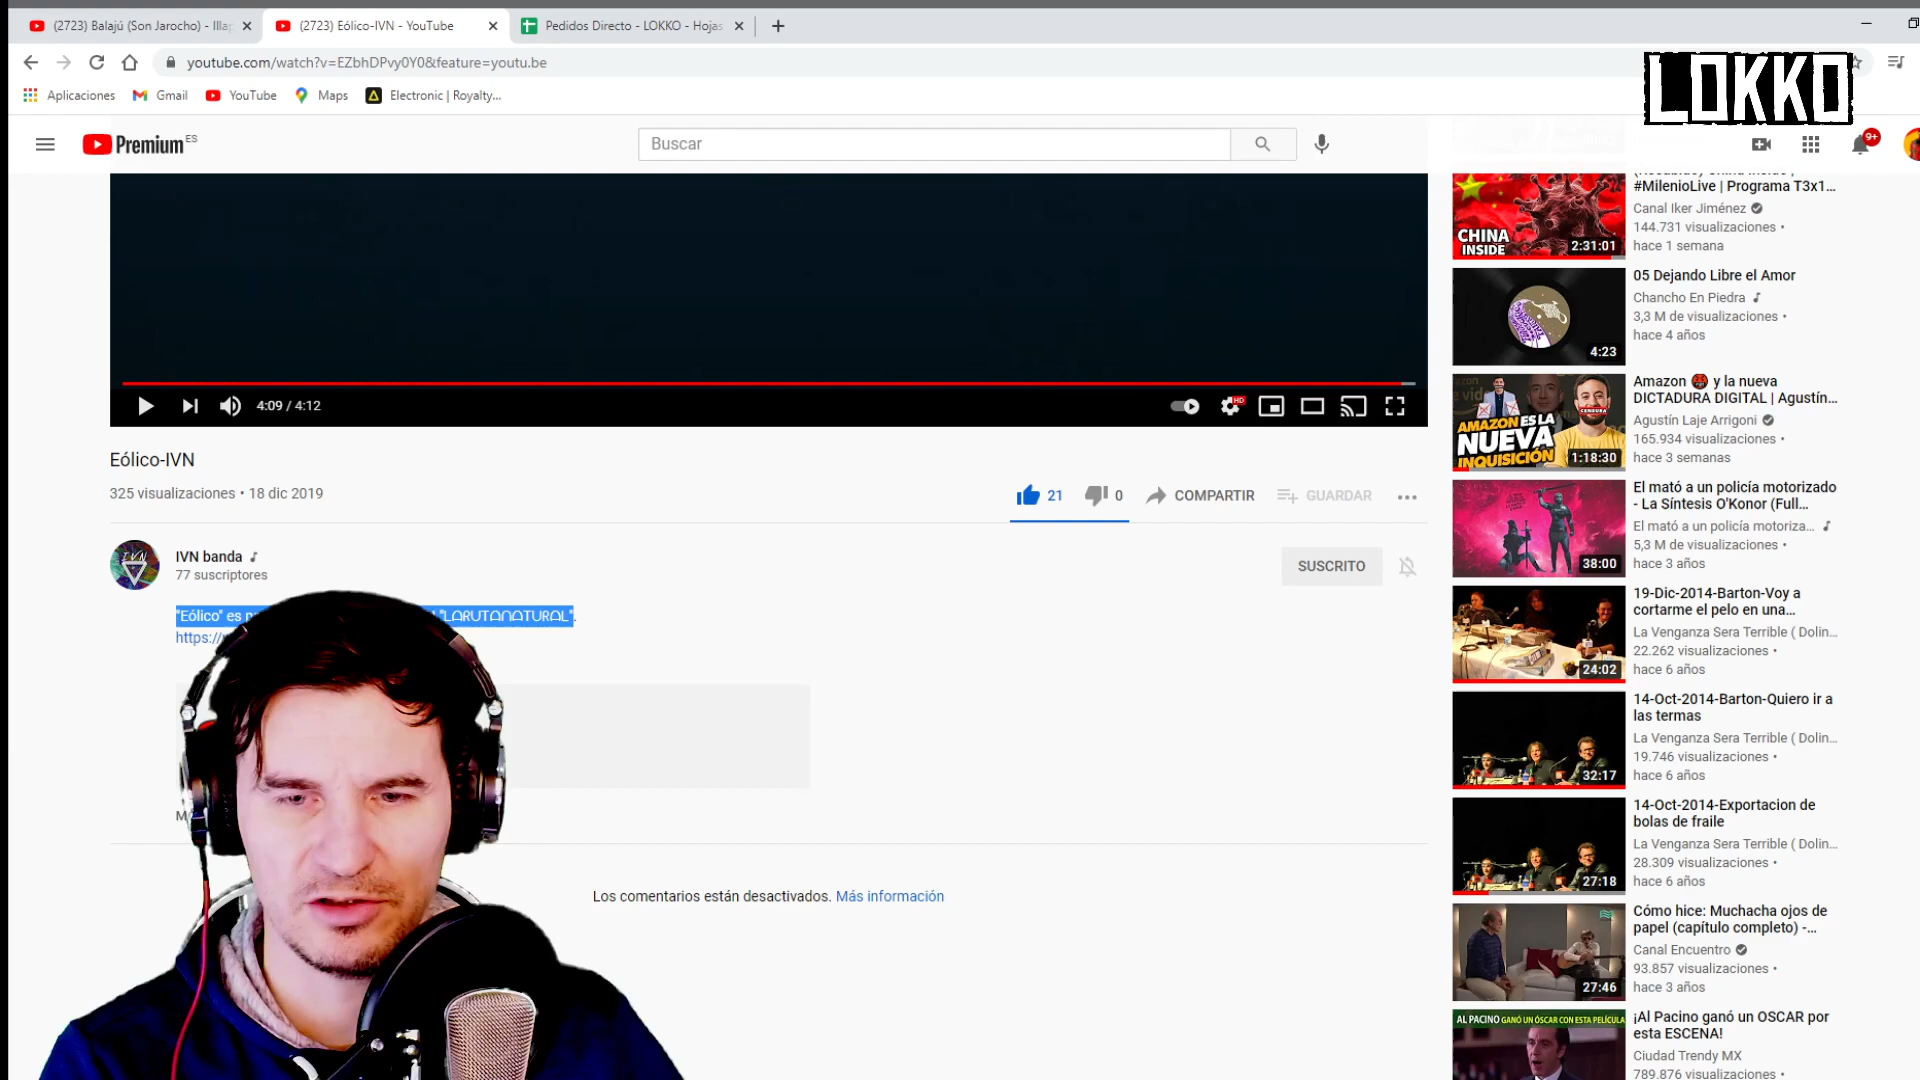 (2723) Balajú (Son Jarocho) - Illap
(2723) Eólico-IVN - YouTube
Pedidos Directo - LOKKO - Hojas
youtube.com/watch?v=EZbhDPvy0Y0&feature=youtu.be
Aplicaciones
Gmail
YouTube
Maps
Electronic | Royalty...
LOKKO
Premium ES
Buscar
9+
4:09 / 4:12
HD
Eólico-IVN
325 visualizaciones • 18 dic 2019
21
0
COMPARTIR
GUARDAR
IVN
IVN banda
77 suscriptores
SUSCRITO
"Eólico" es
"LARUTANATURAL".
https://
Los comentarios están desactivados. Más información
CHINA
INSIDE
2:31:01
#MilenioLive | Programa T3x1...
Canal Iker Jiménez
144.731 visualizaciones •
hace 1 semana
4:23
05 Dejando Libre el Amor
Chancho En Piedra
3,3 M de visualizaciones •
hace 4 años
AMAZON ES LA
NUEVA
INQUISICIÓN
CENSURA
1:18:30
Amazon 👹 y la nueva
DICTADURA DIGITAL | Agustín...
Agustín Laje Arrigoni
165.934 visualizaciones •
hace 3 semanas
38:00
El mató a un policía motorizado
- La Síntesis O'Konor (Full...
El mató a un policía motoriza...
5,3 M de visualizaciones •
hace 3 años
24:02
19-Dic-2014-Barton-Voy a
cortarme el pelo en una...
La Venganza Sera Terrible ( Dolin...
22.262 visualizaciones •
hace 6 años
32:17
14-Oct-2014-Barton-Quiero ir a
las termas
La Venganza Sera Terrible ( Dolin...
19.746 visualizaciones •
hace 6 años
27:18
14-Oct-2014-Exportacion de
bolas de fraile
La Venganza Sera Terrible ( Dolin...
28.309 visualizaciones •
hace 6 años
27:46
Cómo hice: Muchacha ojos de
papel (capítulo completo) -...
Canal Encuentro
93.857 visualizaciones •
hace 3 años
AL PACINO GANÓ UN ÓSCAR CON ESTA PELÍCULA
¡Al Pacino ganó un OSCAR por
esta ESCENA!
Ciudad Trendy MX
789.876 visualizaciones •